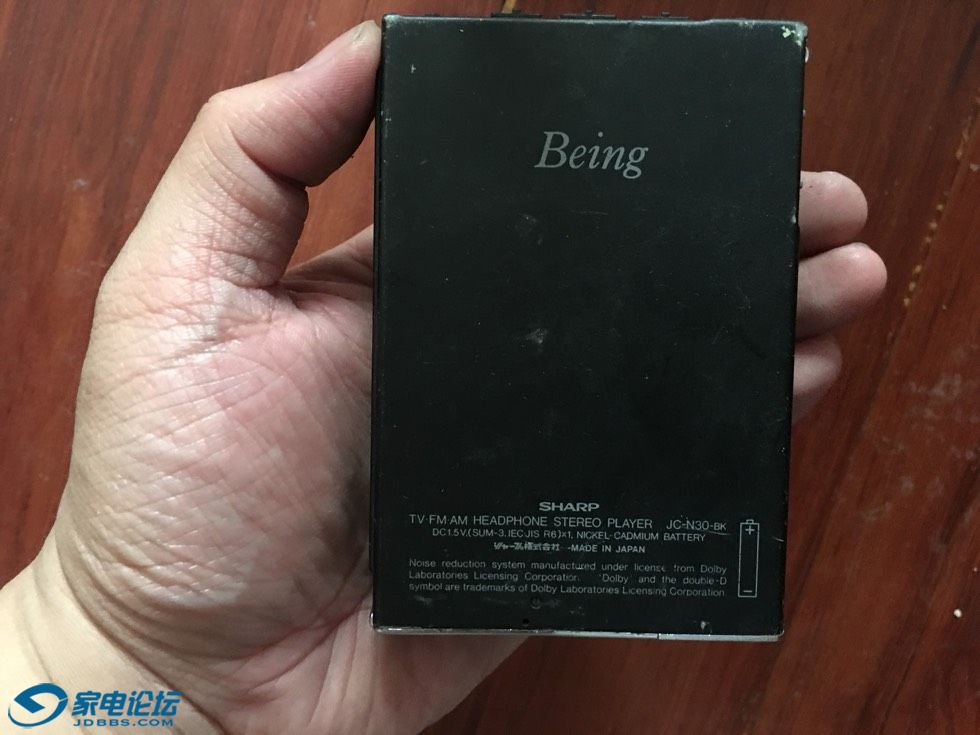 Being
SHARP
TV·FM·AM HEADPHONE STEREO PLAYER JC-N30-BK
DC1.5V,(SUM-3,IEC,JIS R6)×1, NICKEL-CADMIUM BATTERY
シャープ株式会社 -MADE IN JAPAN
Noise reduction system manufactured under license from Dolby
Laboratories Licensing Corporation. 'Dolby' and the double-D
symbol are trademarks of Dolby Laboratories Licensing Corporation.
+
−
家电论坛
JDBBS.COM